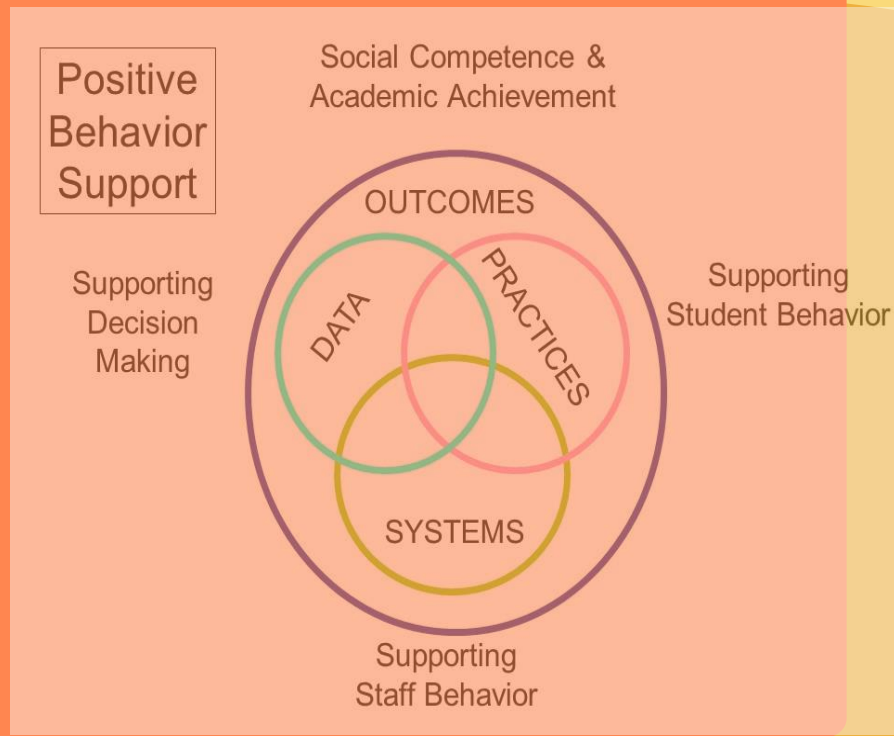 Positive
Behavior
Support
Social Competence &
Academic Achievement
OUTCOMES
Supporting
Decision
Making
DATA
PRACTICES
Supporting
Student Behavior
SYSTEMS
Supporting
Staff Behavior